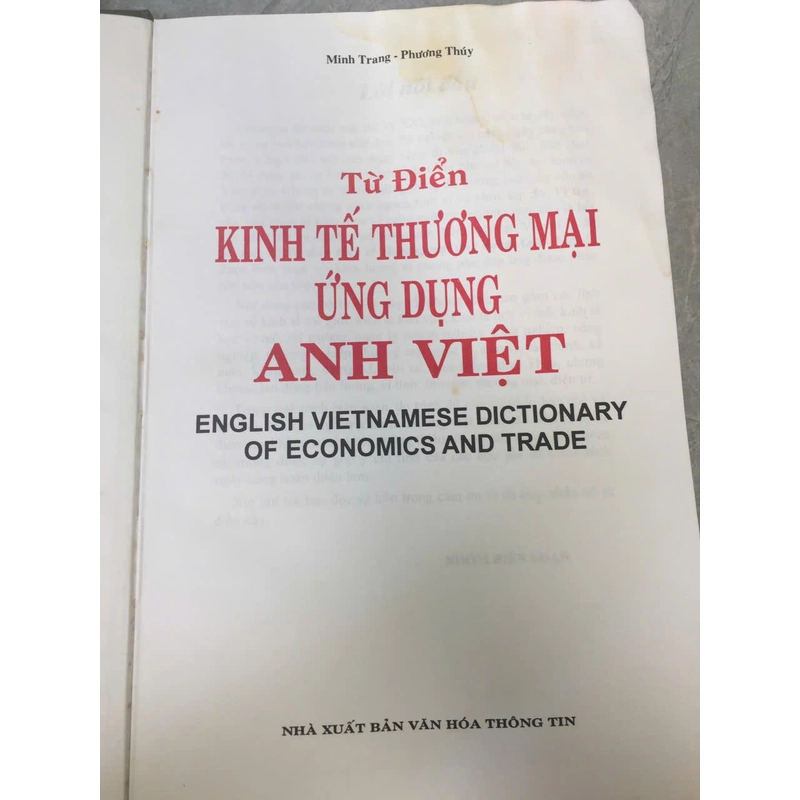 Minh Trang - Phương Thúy
Từ Điển
KINH TẾ THƯƠNG MẠI
ỨNG DỤNG
ANH VIỆT
ENGLISH VIETNAMESE DICTIONARY
OF ECONOMICS AND TRADE
NHÀ XUẤT BẢN VĂN HÓA THÔNG TIN